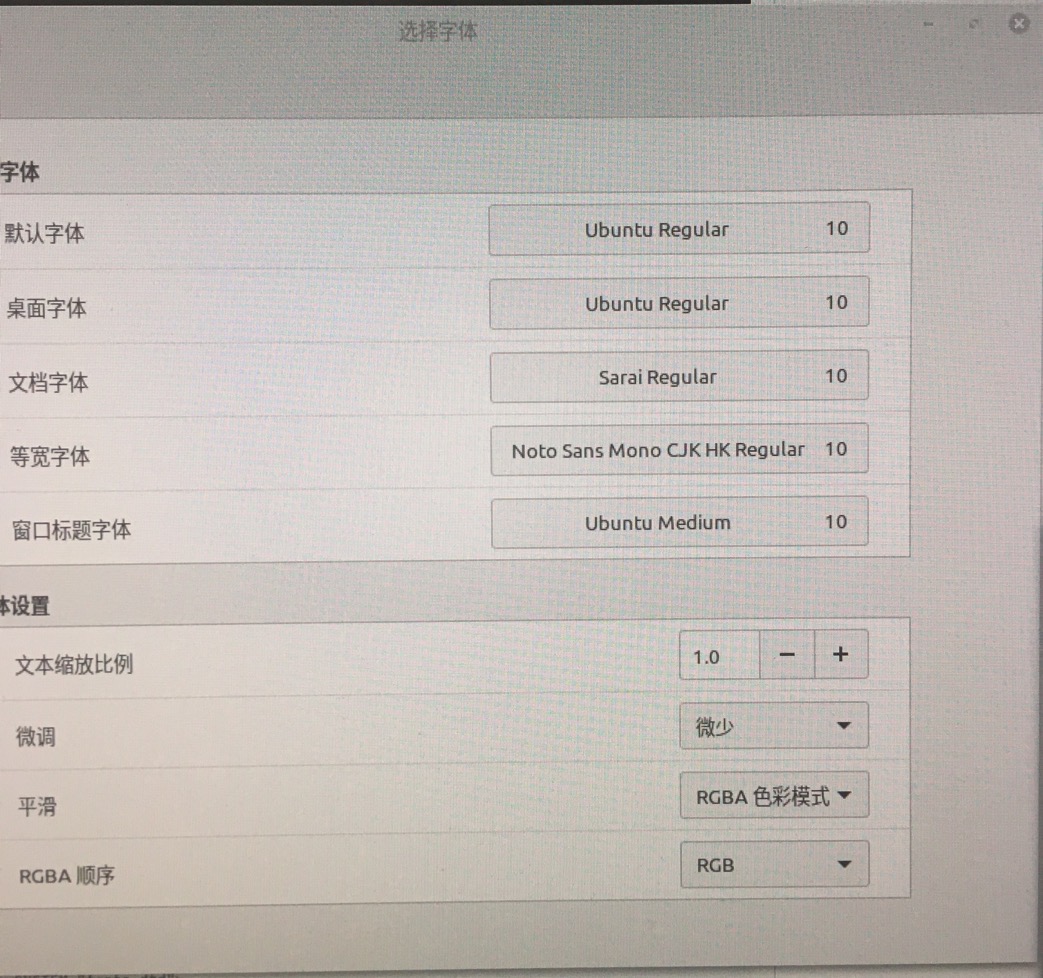 选择字体
字体
默认字体 Ubuntu Regular 10
桌面字体 Ubuntu Regular 10
文档字体 Sarai Regular 10
等宽字体 Noto Sans Mono CJK HK Regular 10
窗口标题字体 Ubuntu Medium 10
体设置
文本缩放比例 1.0 − +
微调 微少
平滑 RGBA 色彩模式
RGBA 顺序 RGB